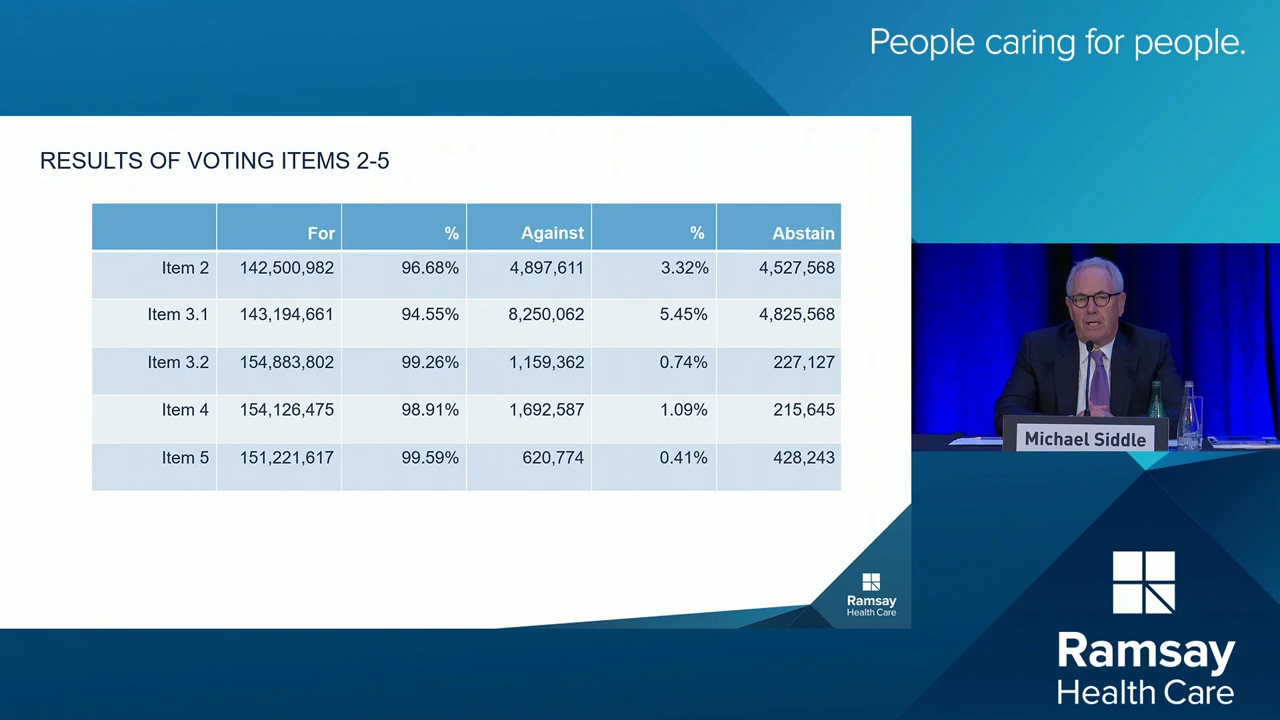 People caring for people.
RESULTS OF VOTING ITEMS 2-5
For % Against % Abstain
Item 2 142,500,982 96.68% 4,897,611 3.32% 4,527,568
Item 3.1 143,194,661 94.55% 8,250,062 5.45% 4,825,568
Item 3.2 154,883,802 99.26% 1,159,362 0.74% 227,127
Item 4 154,126,475 98.91% 1,692,587 1.09% 215,645
Item 5 151,221,617 99.59% 620,774 0.41% 428,243
Ramsay
Health Care
Michael Siddle
Ramsay
Health Care